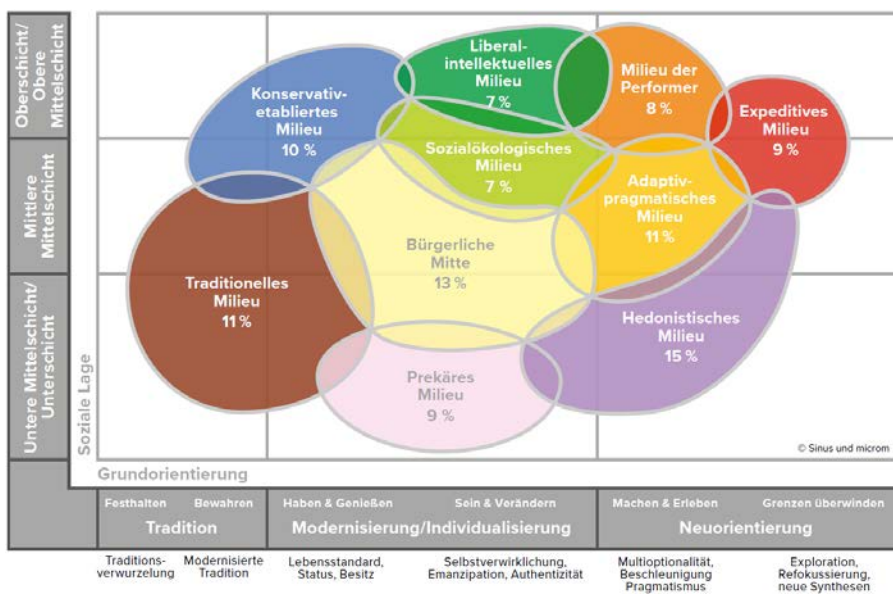 Oberschicht/
Obere
Mittelschicht
Mittlere
Mittelschicht
Untere Mittelschicht/
Unterschicht
Soziale Lage
Konservativ-
etabliertes
Milieu
10 %
Liberal-
intellektuelles
Milieu
7 %
Milieu der
Performer
8 %
Expeditives
Milieu
9 %
Sozialökologisches
Milieu
7 %
Adaptiv-
pragmatisches
Milieu
11 %
Traditionelles
Milieu
11 %
Bürgerliche
Mitte
13 %
Hedonistisches
Milieu
15 %
Prekäres
Milieu
9 %
© Sinus und microm
Grundorientierung
Festhalten
Bewahren
Tradition
Haben & Genießen
Sein & Verändern
Modernisierung/Individualisierung
Machen & Erleben
Grenzen überwinden
Neuorientierung
Traditions-
verwurzelung
Modernisierte
Tradition
Lebensstandard,
Status, Besitz
Selbstverwirklichung,
Emanzipation, Authentizität
Multioptionalität,
Beschleunigung
Pragmatismus
Exploration,
Refokussierung,
neue Synthesen